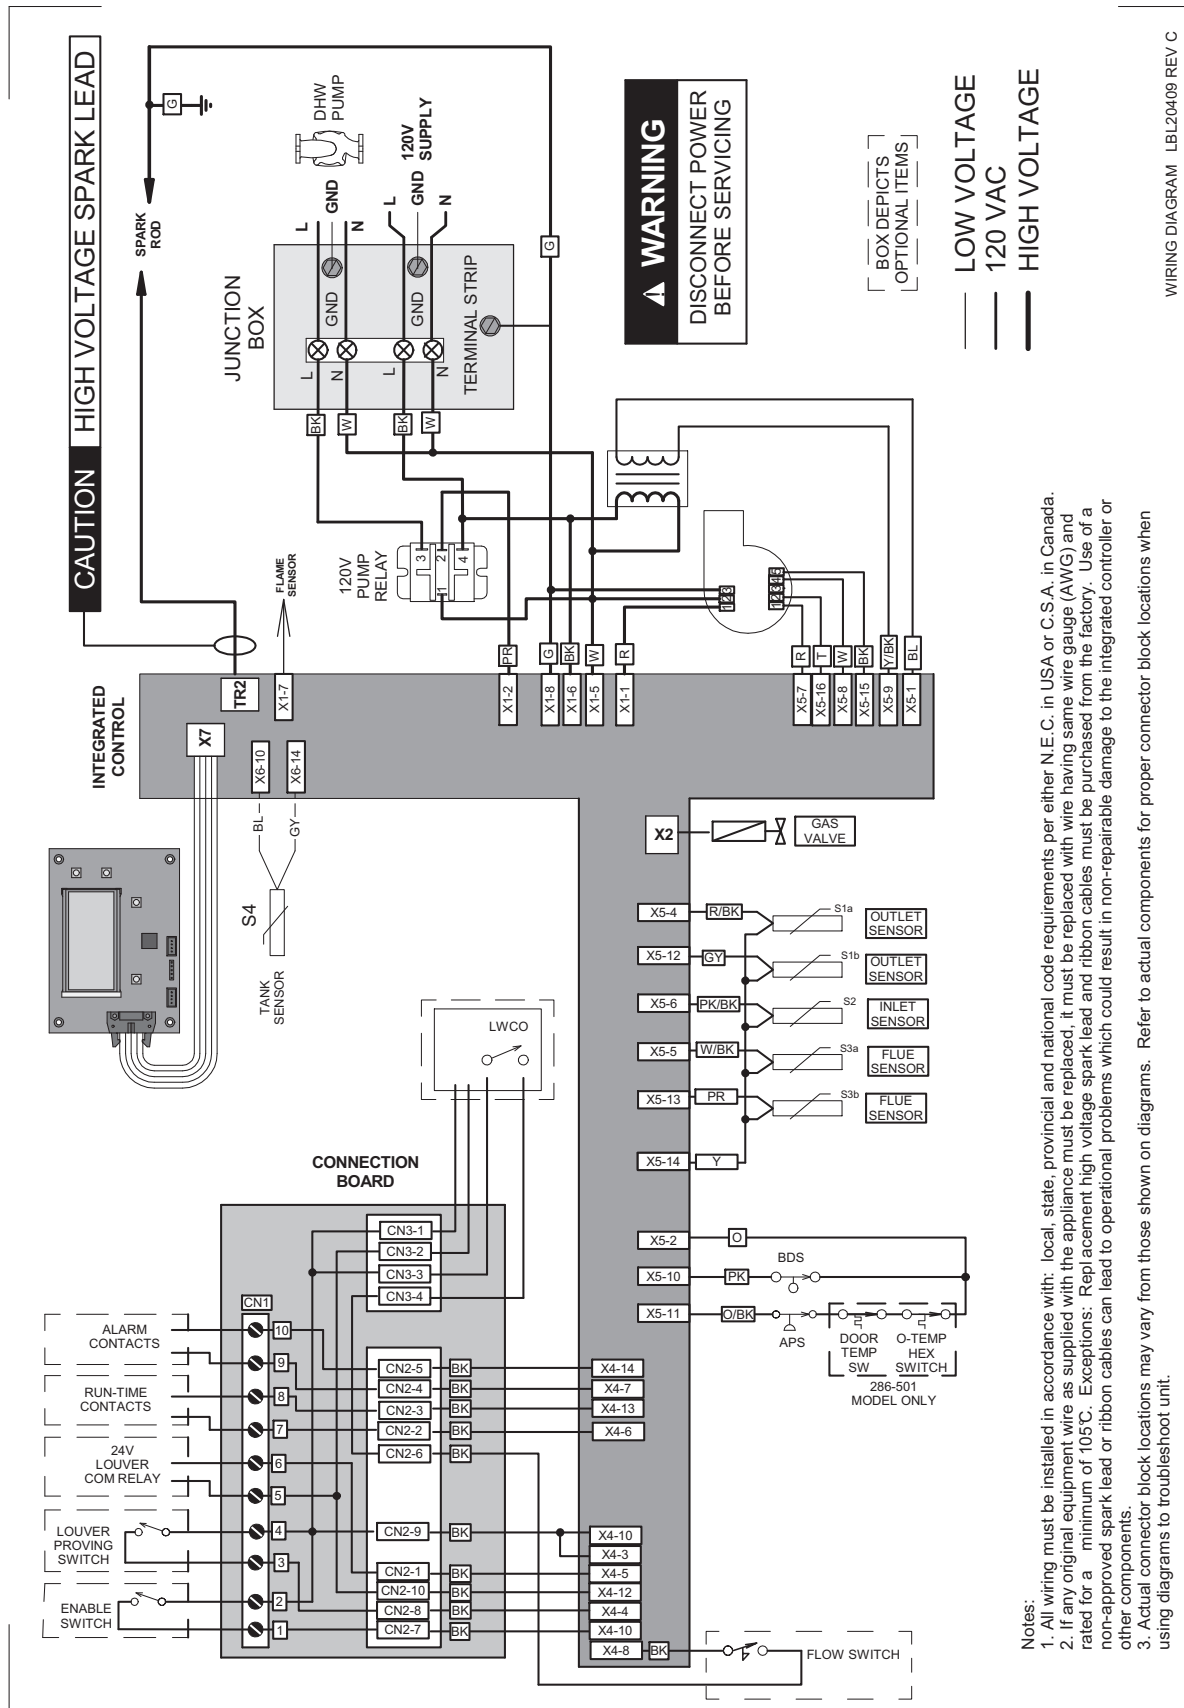 CAUTION HIGH VOLTAGE SPARK LEAD
G
SPARK
ROD
DHW
PUMP
L
GND
N
120V
SUPPLY
L
GND
N
JUNCTION
BOX
GND
GND
L
N
L
N
TERMINAL STRIP
G
BK
W
BK
W
WARNING
DISCONNECT POWER
BEFORE SERVICING
BOX DEPICTS
OPTIONAL ITEMS
LOW VOLTAGE
120 VAC
HIGH VOLTAGE
WIRING DIAGRAM LBL20409 REV C
120V
PUMP
RELAY
3
2
1
4
FLAME
SENSOR
INTEGRATED
CONTROL
TR2
X1-7
X7
X6-10
X6-14
BL
GY
S4
TANK
SENSOR
PR
G
BK
W
R
X1-2
X1-8
X1-6
X1-5
X1-1
1 2 3
1 2 3 4 5
R
T
W
BK
Y/BK
BL
X5-7
X5-16
X5-8
X5-15
X5-9
X5-1
X2
GAS
VALVE
X5-4
R/BK
S1a
OUTLET
SENSOR
X5-12
GY
S1b
OUTLET
SENSOR
X5-6
PK/BK
S2
INLET
SENSOR
X5-5
W/BK
S3a
FLUE
SENSOR
X5-13
PR
S3b
FLUE
SENSOR
X5-14
Y
LWCO
CONNECTION
BOARD
X5-2
O
X5-10
PK
BDS
X5-11
O/BK
APS
DOOR
TEMP
SW
O-TEMP
HEX
SWITCH
286-501
MODEL ONLY
CN3-1
CN3-2
CN3-3
CN3-4
CN1
ALARM
CONTACTS
10
9
RUN-TIME
CONTACTS
8
7
24V
LOUVER
COM RELAY
6
5
LOUVER
PROVING
SWITCH
4
3
ENABLE
SWITCH
2
1
CN2-5 BK X4-14
CN2-4 BK X4-7
CN2-3 BK X4-13
CN2-2 BK X4-6
CN2-6 BK
CN2-9 BK X4-10
X4-3
CN2-1 BK X4-5
CN2-10 BK X4-12
CN2-8 BK X4-4
CN2-7 BK X4-10
X4-8 BK
FLOW SWITCH
Notes:
1. All wiring must be installed in accordance with: local, state, provincial and national code requirements per either N.E.C. in USA or C.S.A. in Canada.
2. If any original equipment wire as supplied with the appliance must be replaced, it must be replaced with wire having same wire gauge (AWG) and
rated for a minimum of 105°C. Exceptions: Repl acement high voltage spark lead and ribbon cables must be purchased from the factory. Use of a
non-approved spark lead or ribbon cables can lead to operational problems which could result in non-repairable damage to the integrated controller or
other components.
3. Actual connector block locations may vary from those shown on diagrams. Refer to actual components for proper connector block locations when
using diagrams to troubleshoot unit.